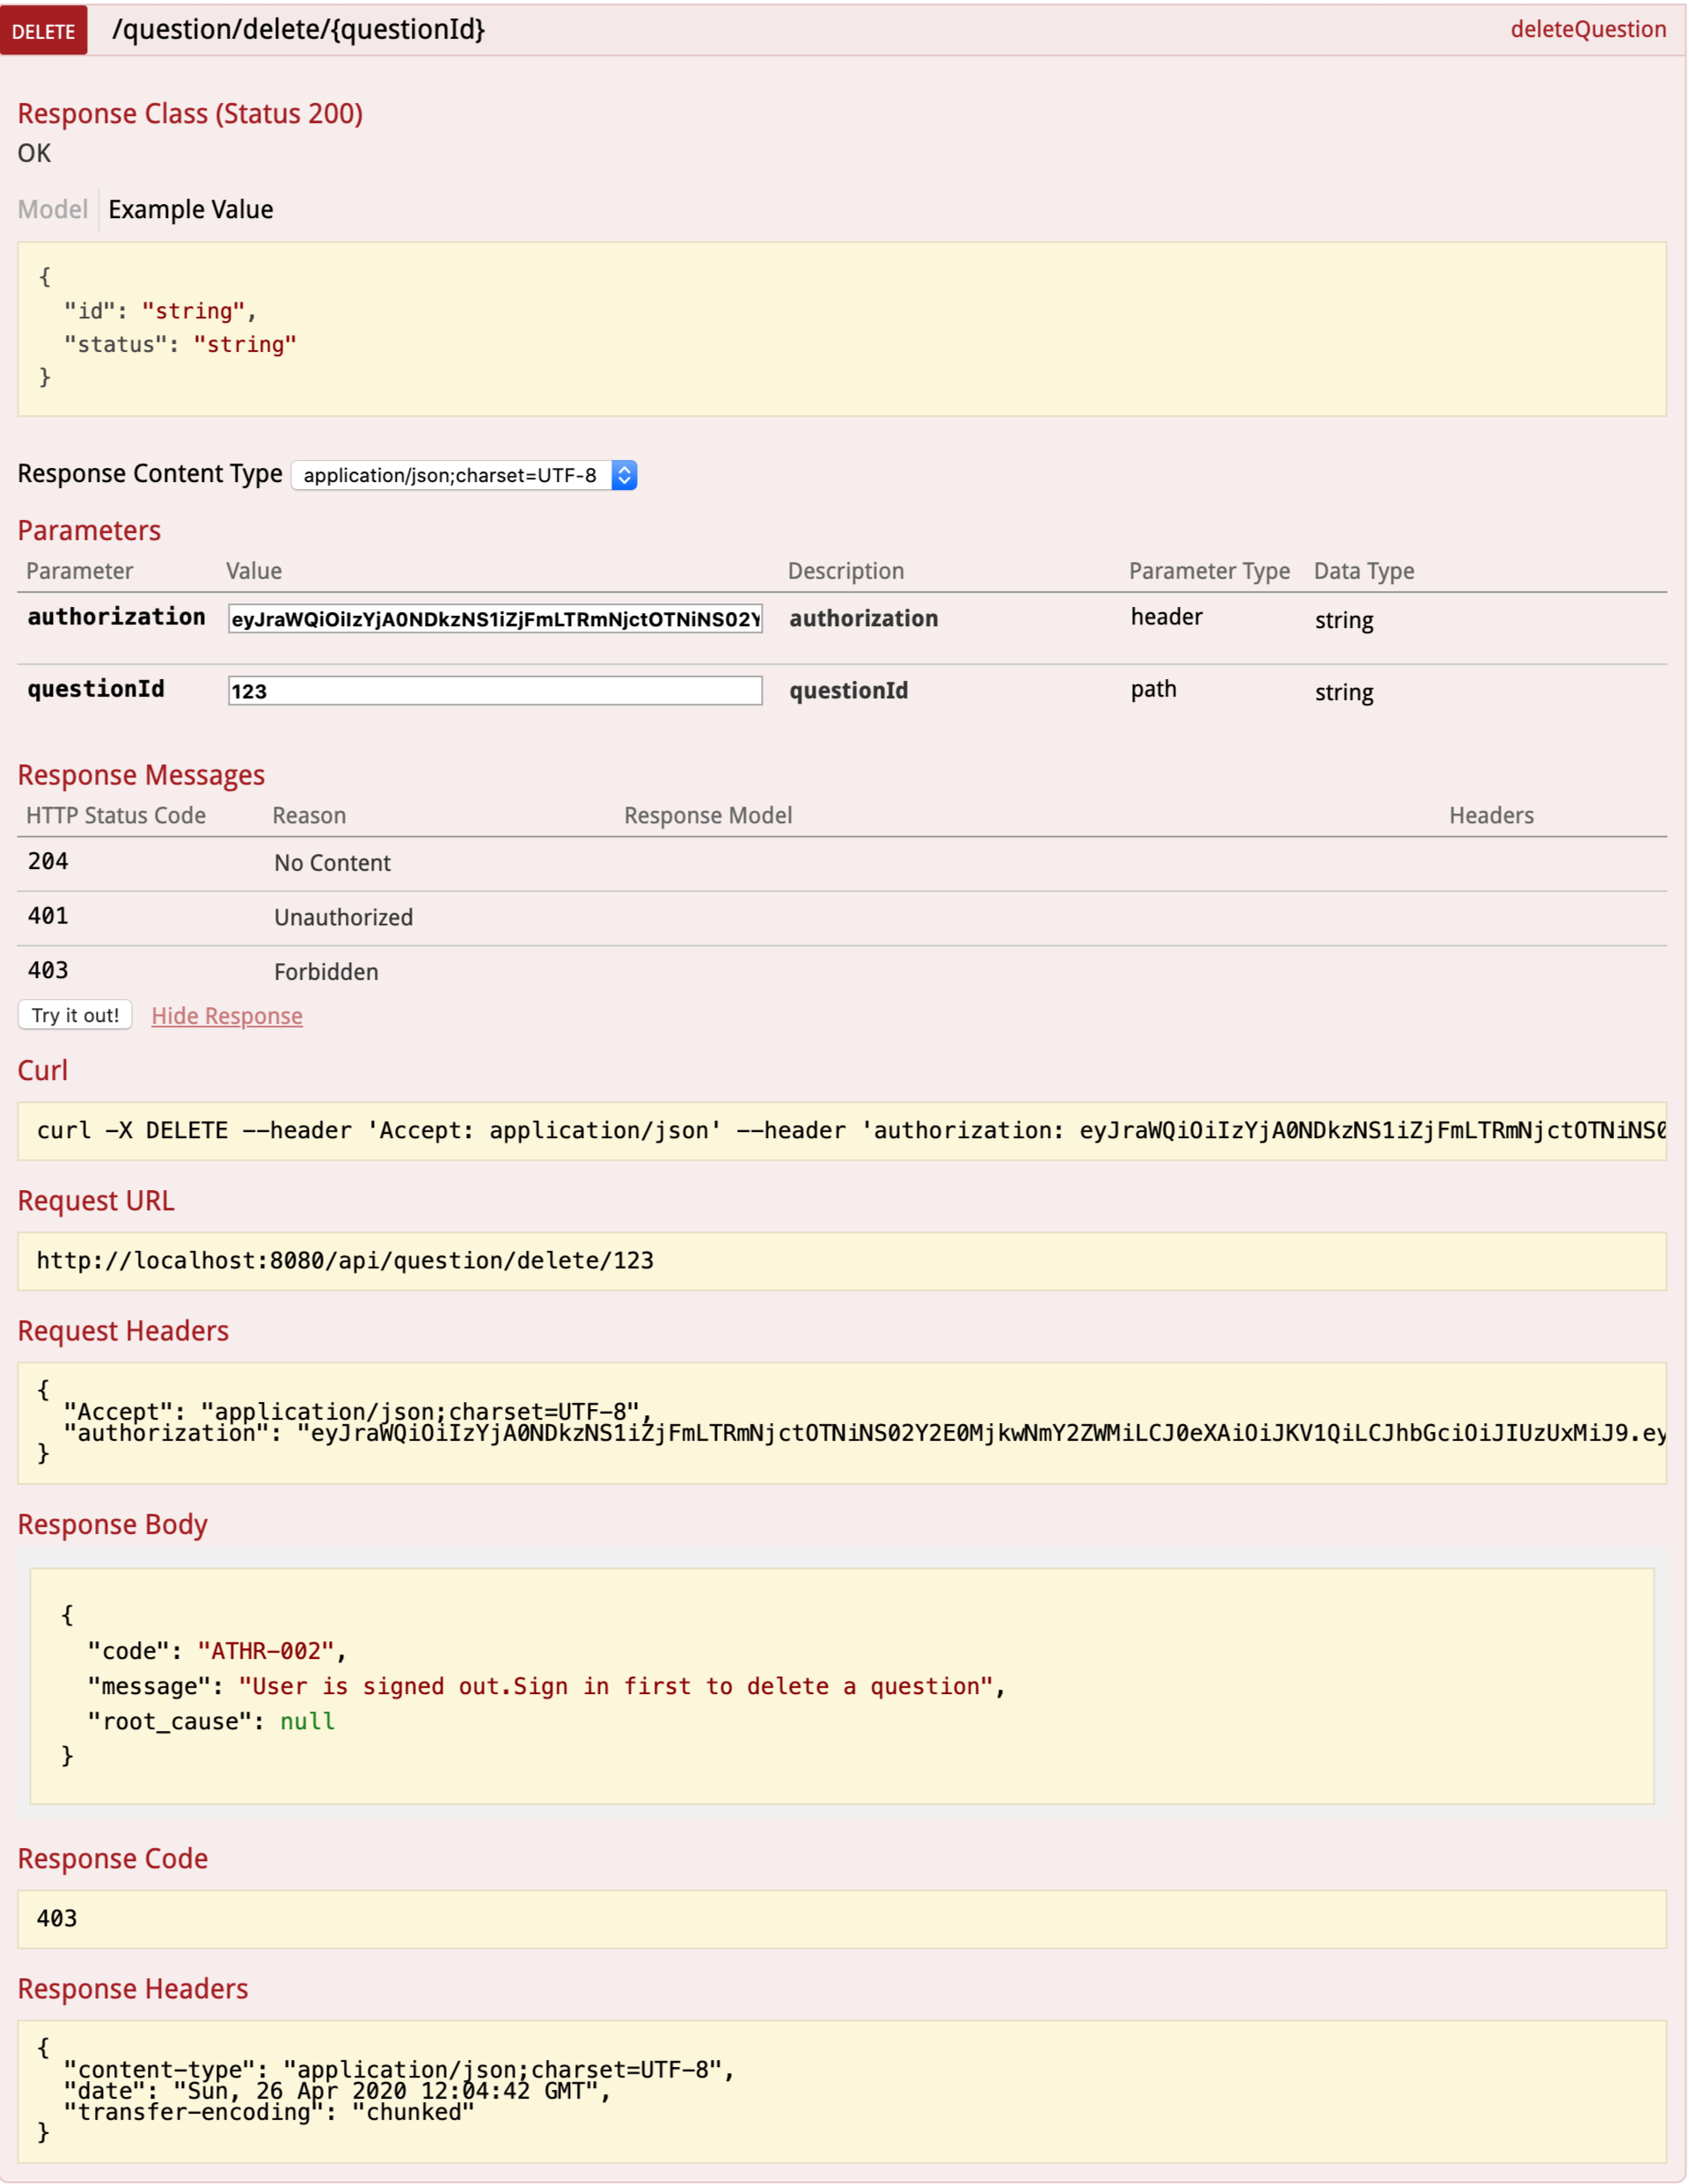 DELETE /question/delete/{questionId} deleteQuestion
Response Class (Status 200)
OK
Model Example Value
{
"id": "string",
"status": "string"
}
Response Content Type application/json;charset=UTF-8
Parameters
Parameter Value Description Parameter Type Data Type
authorization eyJraWQiOiIzYjA0NDkzNS1iZjFmLTRmNjctOTNiNS02Y authorization header string
questionId 123 questionId path string
Response Messages
HTTP Status Code Reason Response Model Headers
204 No Content
401 Unauthorized
403 Forbidden
Try it out! Hide Response
Curl
curl -X DELETE --header 'Accept: application/json' --header 'authorization: eyJraWQiOiIzYjA0NDkzNS1iZjFmLTRmNjctOTNiNS0
Request URL
http://localhost:8080/api/question/delete/123
Request Headers
{
"Accept": "application/json;charset=UTF-8",
"authorization": "eyJraWQiOiIzYjA0NDkzNS1iZjFmLTRmNjctOTNiNS02Y2E0MjkwNmY2ZWMiLCJ0eXAiOiJKV1QiLCJhbGciOiJIUzUxMiJ9.ey
}
Response Body
{
"code": "ATHR-002",
"message": "User is signed out.Sign in first to delete a question",
"root_cause": null
}
Response Code
403
Response Headers
{
"content-type": "application/json;charset=UTF-8",
"date": "Sun, 26 Apr 2020 12:04:42 GMT",
"transfer-encoding": "chunked"
}